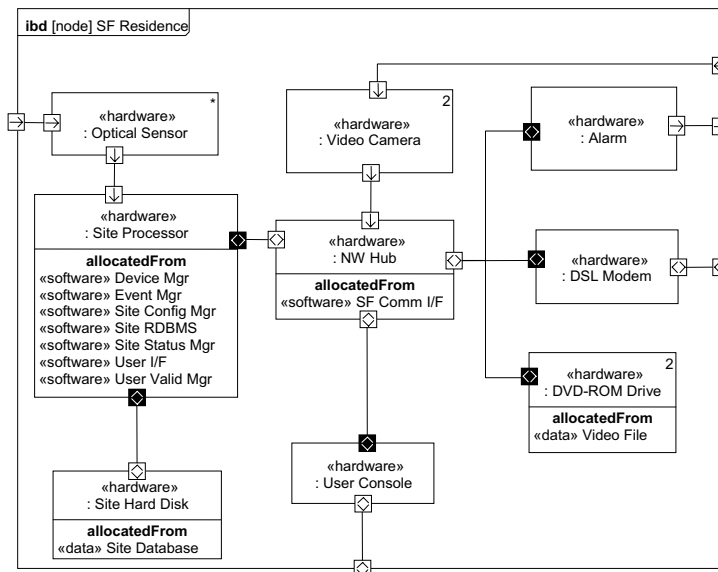 ibd [node] SF Residence
*
«hardware»
: Optical Sensor
2
«hardware»
: Video Camera
«hardware»
: Alarm
«hardware»
: Site Processor
allocatedFrom
«software» Device Mgr
«software» Event Mgr
«software» Site Config Mgr
«software» Site RDBMS
«software» Site Status Mgr
«software» User I/F
«software» User Valid Mgr
«hardware»
: NW Hub
allocatedFrom
«software» SF Comm I/F
«hardware»
: DSL Modem
2
«hardware»
: DVD-ROM Drive
allocatedFrom
«data» Video File
«hardware»
: Site Hard Disk
allocatedFrom
«data» Site Database
«hardware»
: User Console